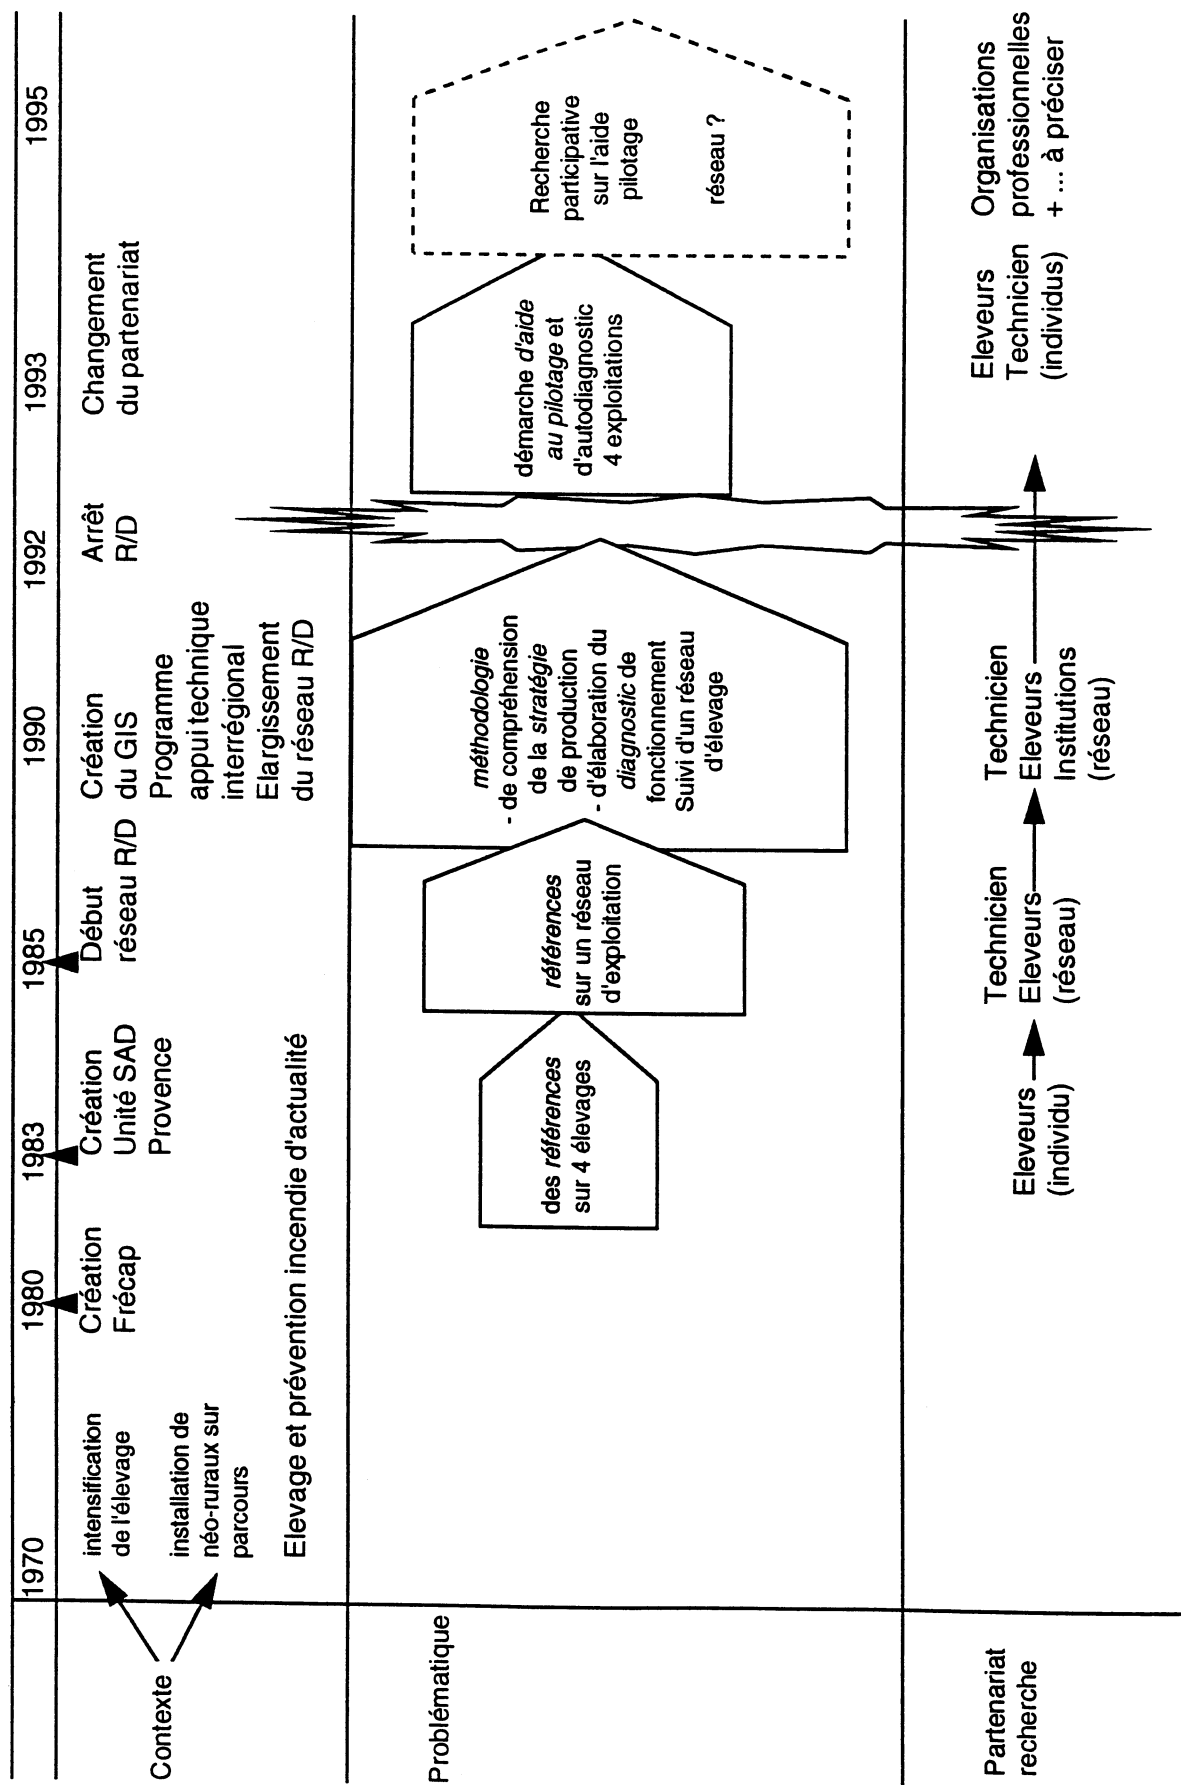 1970
1980
1983
1985
1990
1992
1993
1995
Contexte
intensification
de l'élevage
installation de
néo-ruraux sur
parcours
Elevage et prévention incendie d'actualité
Création
Frécap
Création
Unité SAD
Provence
Début
réseau R/D
Création
du GIS
Programme
appui technique
interrégional
Elargissement
du réseau R/D
Arrêt
R/D
Changement
du partenariat
Problématique
des références
sur 4 élevages
références
sur un réseau
d'exploitation
méthodologie
- de compréhension
de la stratégie
de production
- d'élaboration du
diagnostic de
fonctionnement
Suivi d'un réseau
d'élevage
démarche d'aide
au pilotage et
d'autodiagnostic
4 exploitations
Recherche
participative
sur l'aide
pilotage
réseau ?
Partenariat
recherche
Eleveurs
(individu)
Technicien
Eleveurs
(réseau)
Technicien
Eleveurs
Institutions
(réseau)
Eleveurs
Technicien
(individus)
Organisations
professionnelles
+ ... à préciser